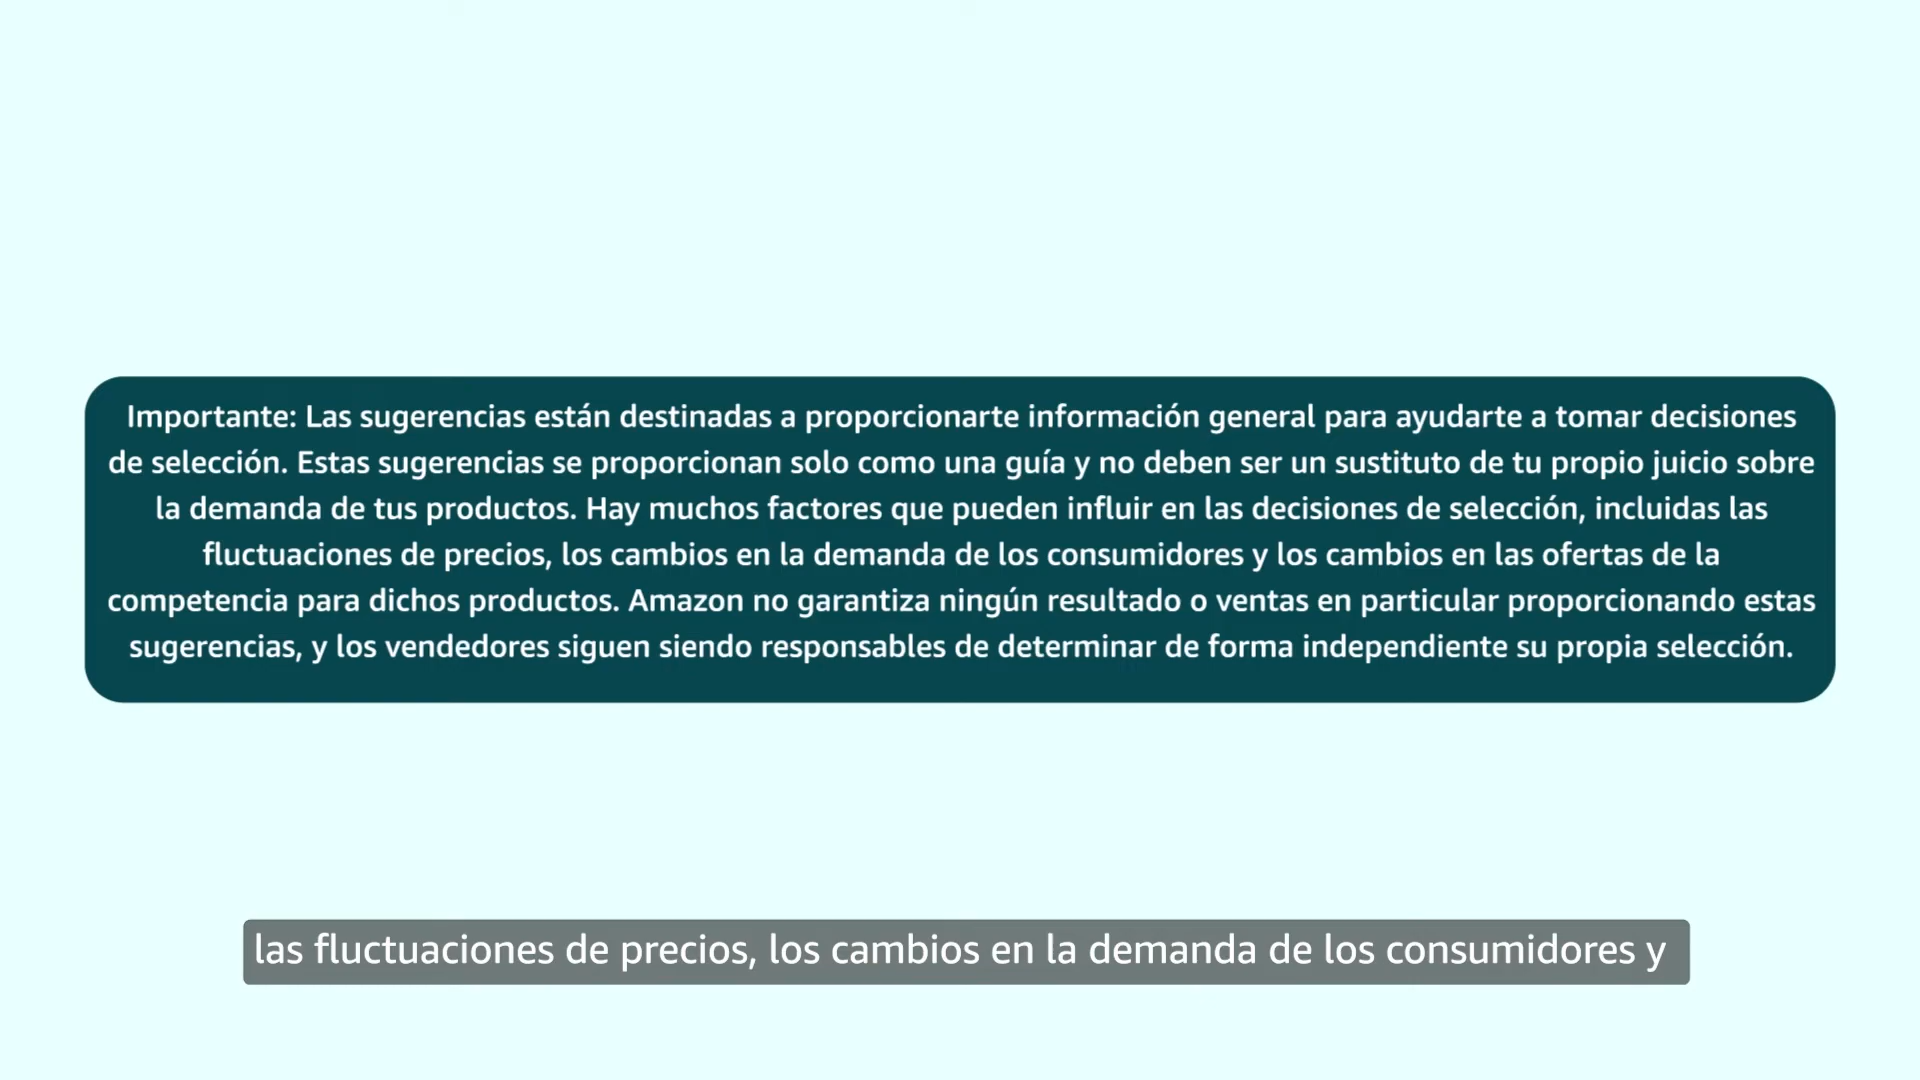 Importante: Las sugerencias están destinadas a proporcionarte información general para ayudarte a tomar decisiones
de selección. Estas sugerencias se proporcionan solo como una guía y no deben ser un sustituto de tu propio juicio sobre
la demanda de tus productos. Hay muchos factores que pueden influir en las decisiones de selección, incluidas las
fluctuaciones de precios, los cambios en la demanda de los consumidores y los cambios en las ofertas de la
competencia para dichos productos. Amazon no garantiza ningún resultado o ventas en particular proporcionando estas
sugerencias, y los vendedores siguen siendo responsables de determinar de forma independiente su propia selección.
las fluctuaciones de precios, los cambios en la demanda de los consumidores y